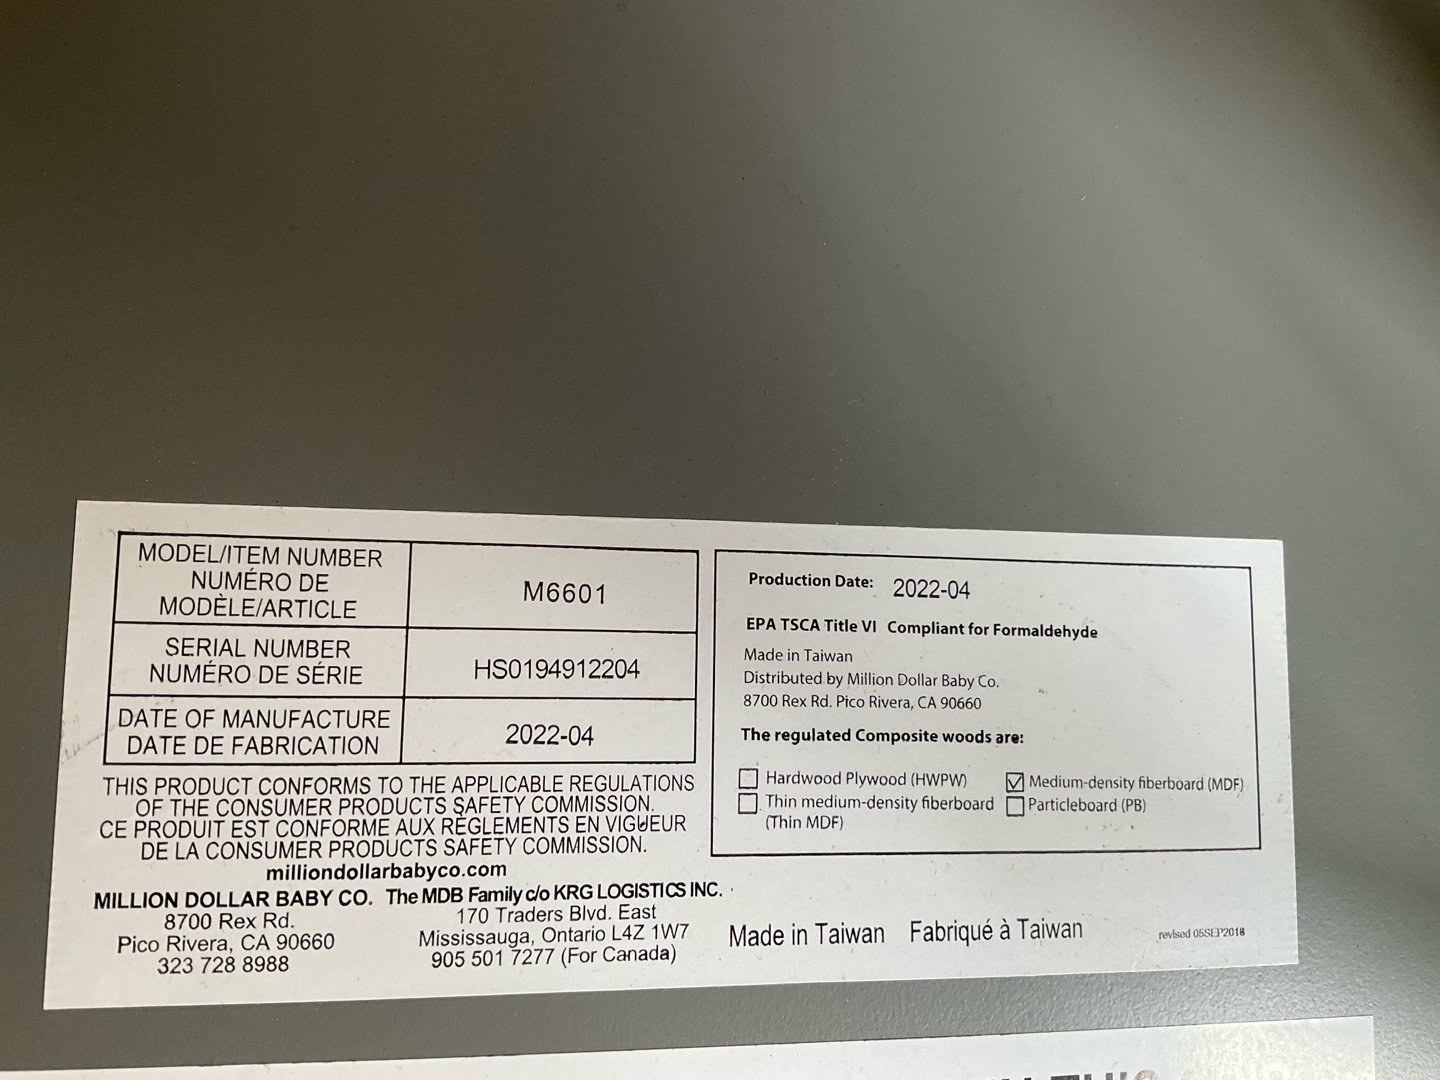 MODEL/ITEM NUMBER
NUMÉRO DE
MODÈLE/ARTICLE
M6601
SERIAL NUMBER
NUMÉRO DE SÉRIE
HS0194912204
DATE OF MANUFACTURE
DATE DE FABRICATION
2022-04
THIS PRODUCT CONFORMS TO THE APPLICABLE REGULATIONS
OF THE CONSUMER PRODUCTS SAFETY COMMISSION.
CE PRODUIT EST CONFORME AUX RÈGLEMENTS EN VIGUEUR
DE LA CONSUMER PRODUCTS SAFETY COMMISSION.
milliondollarbabyco.com
MILLION DOLLAR BABY CO.
8700 Rex Rd.
Pico Rivera, CA 90660
323 728 8988
The MDB Family c/o KRG LOGISTICS INC.
170 Traders Blvd. East
Mississauga, Ontario L4Z 1W7
905 501 7277 (For Canada)
Production Date: 2022-04
EPA TSCA Title VI Compliant for Formaldehyde
Made in Taiwan
Distributed by Million Dollar Baby Co.
8700 Rex Rd. Pico Rivera, CA 90660
The regulated Composite woods are:
Hardwood Plywood (HWPW)
Medium-density fiberboard (MDF)
Thin medium-density fiberboard
(Thin MDF)
Particleboard (PB)
Made in Taiwan Fabriqué à Taiwan
revised 05SEP2018